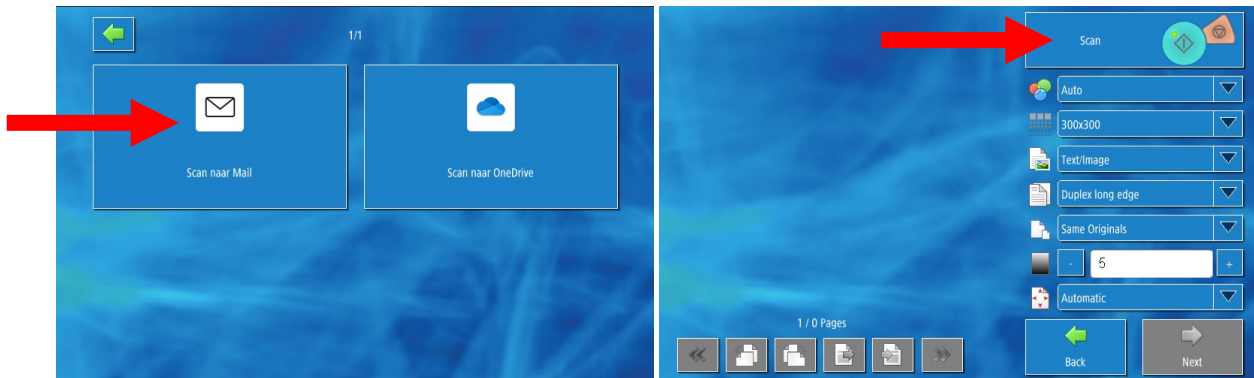 1/1
Scan naar Mail
Scan naar OneDrive
Scan
Auto
300x300
Text/Image
Duplex long edge
Same Originals
- 5 +
Automatic
1 / 0 Pages
Back
Next